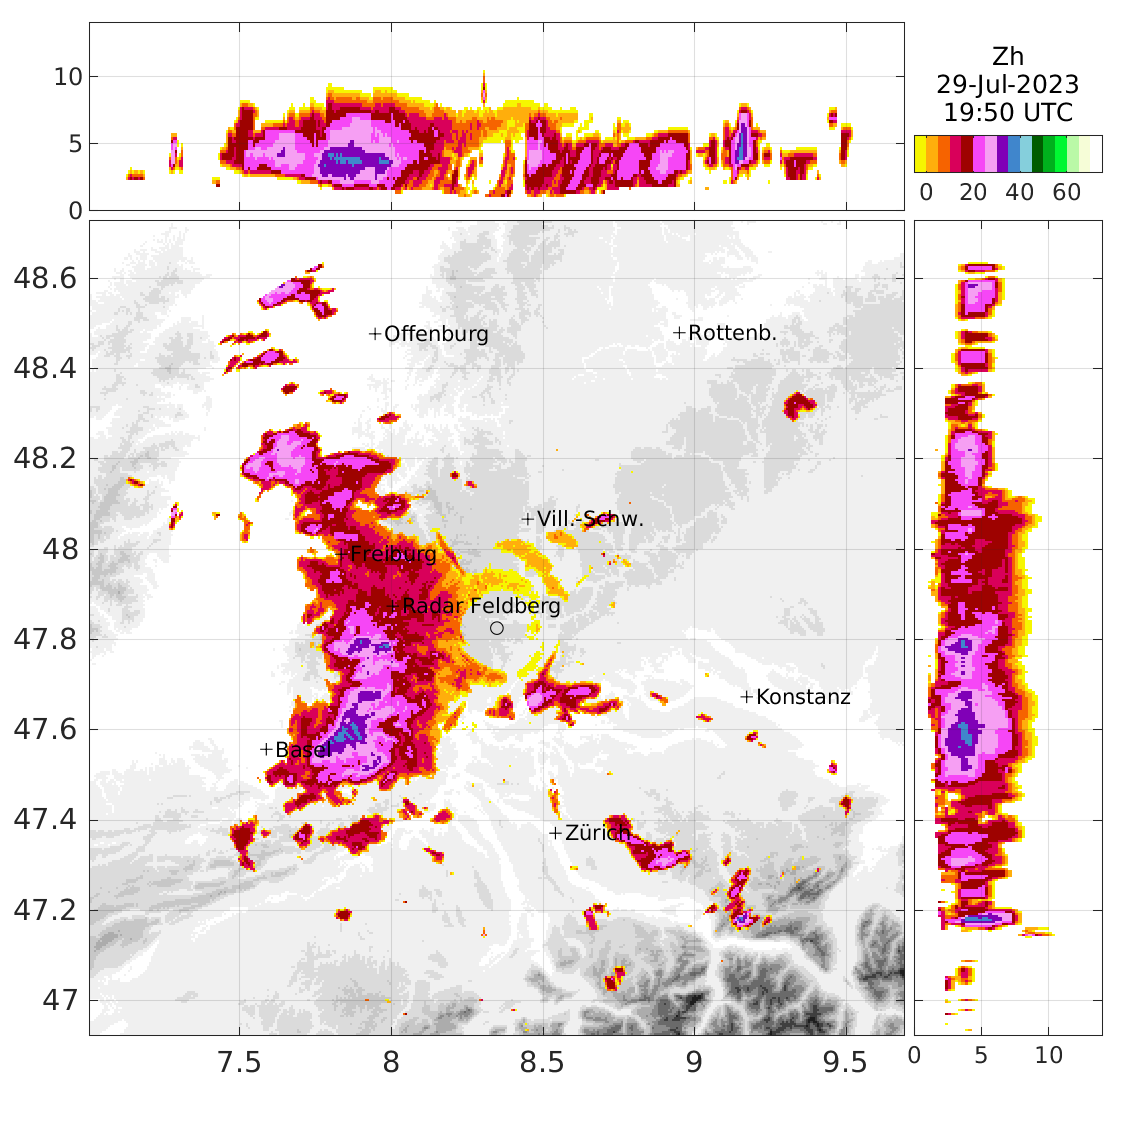 10
5
0
Zh
29-Jul-2023
19:50 UTC
0 20 40 60
48.6
48.4
48.2
48
47.8
47.6
47.4
47.2
47
+Offenburg
+Rottenb.
+Vill.-Schw.
+Freiburg
+Radar Feldberg
+Konstanz
+Basel
+Zürich
7.5 8 8.5 9 9.5
0 5 10